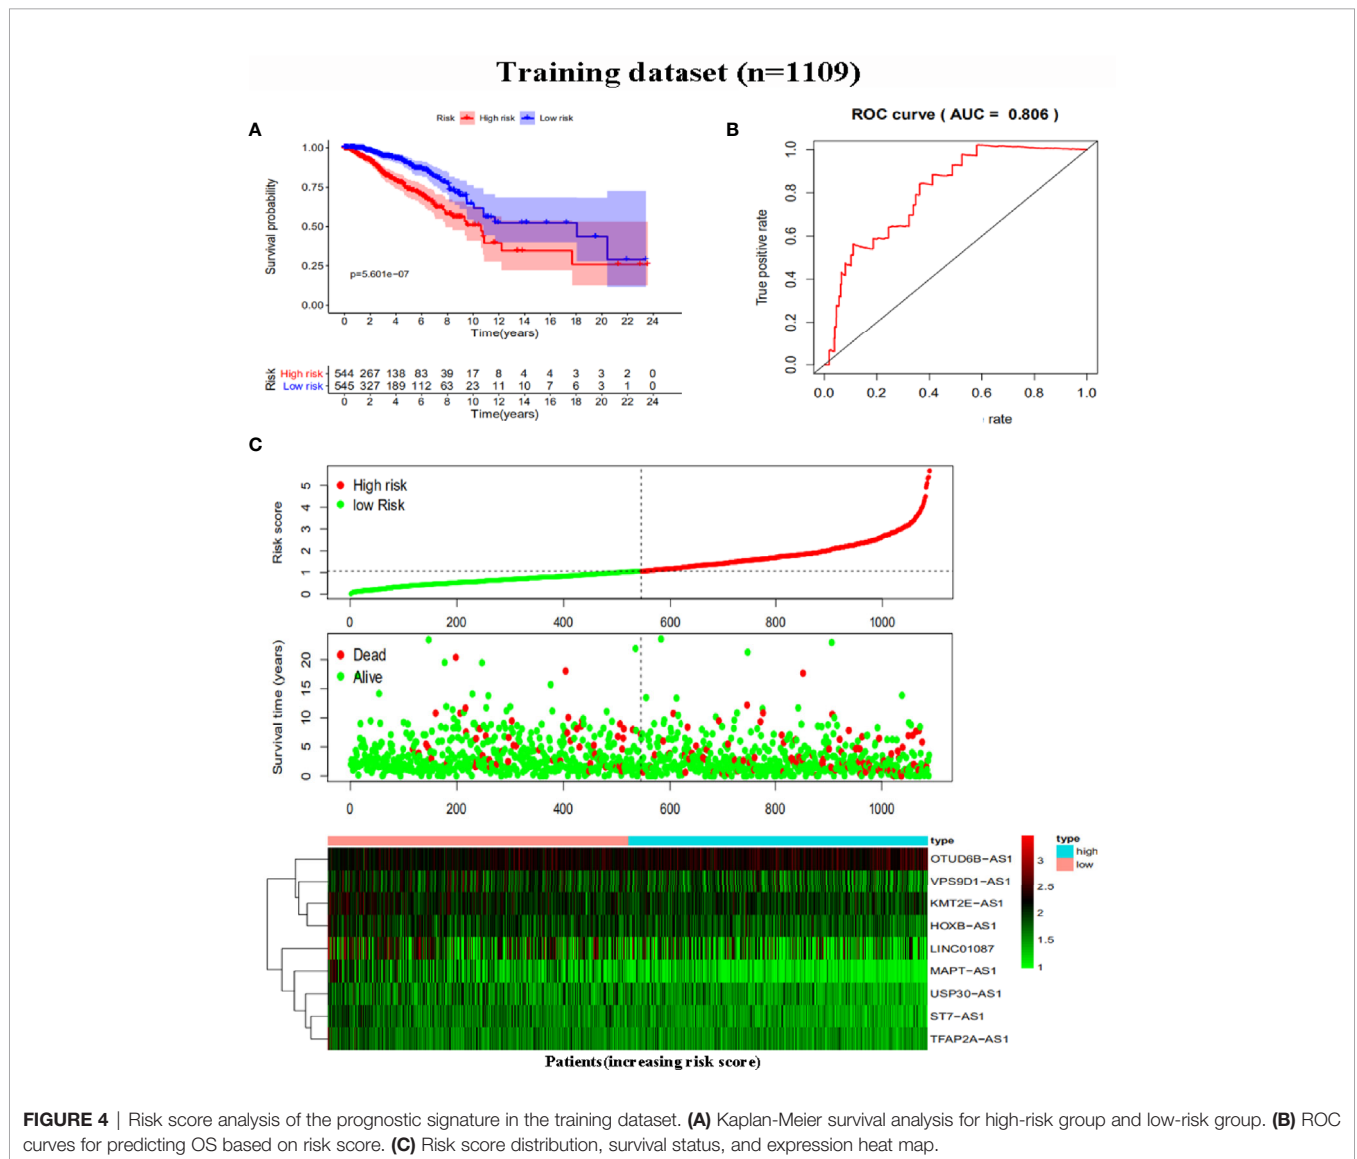 Training dataset (n=1109)
A
Risk High risk Low risk
Survival probability
1.00
0.75
0.50
0.25
0.00
p=5.601e−07
0 2 4 6 8 10 12 14 16 18 20 22 24
Time(years)
Risk
High risk 544 267 138 83 39 17 8 4 4 3 3 2 0
Low risk 545 327 189 112 63 23 11 10 7 6 3 1 0
0 2 4 6 8 10 12 14 16 18 20 22 24
Time(years)
B
ROC curve ( AUC = 0.806 )
True positive rate
1.0
0.8
0.6
0.4
0.2
0.0
0.0 0.2 0.4 0.6 0.8 1.0
rate
C
Risk score
5
4
3
2
1
0
High risk
low Risk
0 200 400 600 800 1000
Survival time (years)
20
15
10
5
0
Dead
Alive
0 200 400 600 800 1000
type
OTUD6B−AS1
VPS9D1−AS1
KMT2E−AS1
HOXB−AS1
LINC01087
MAPT−AS1
USP30−AS1
ST7−AS1
TFAP2A−AS1
3
2.5
2
1.5
1
type
high
low
Patients(increasing risk score)
FIGURE 4 | Risk score analysis of the prognostic signature in the training dataset. (A) Kaplan-Meier survival analysis for high-risk group and low-risk group. (B) ROC
curves for predicting OS based on risk score. (C) Risk score distribution, survival status, and expression heat map.